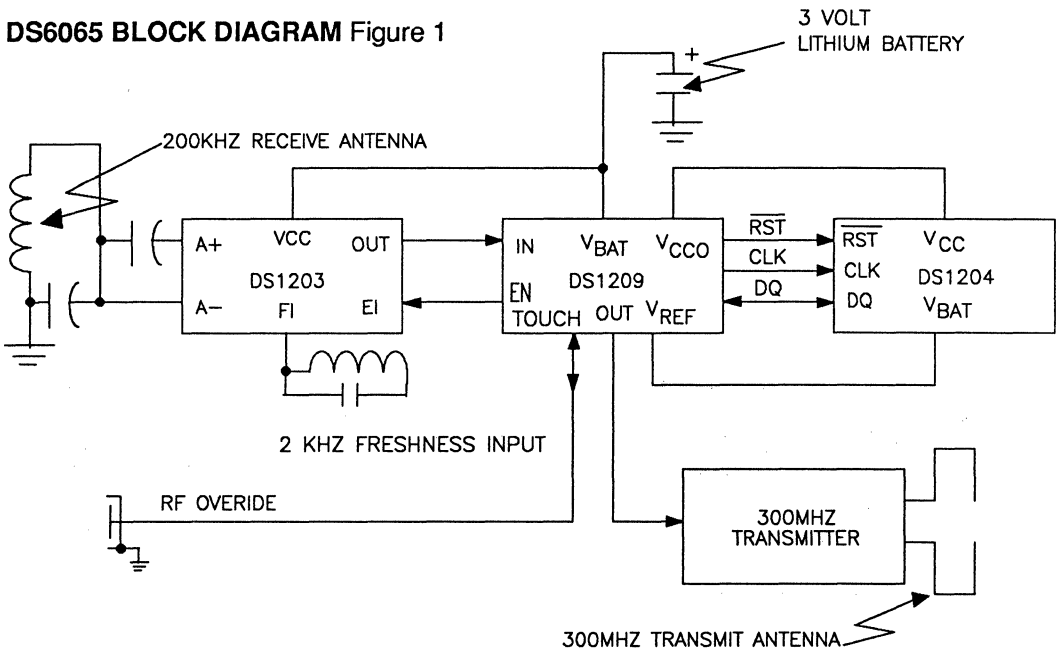 DS6065 BLOCK DIAGRAM Figure 1
3 VOLT
LITHIUM BATTERY
+
200KHZ RECEIVE ANTENNA
A+
VCC
OUT
DS1203
A–
FI
EI
IN
VBAT
VCCO
DS1209
EN
TOUCH
OUT
VREF
RST
CLK
DQ
RST
VCC
CLK
DS1204
DQ
VBAT
2 KHZ FRESHNESS INPUT
RF OVERIDE
300MHZ
TRANSMITTER
300MHZ TRANSMIT ANTENNA